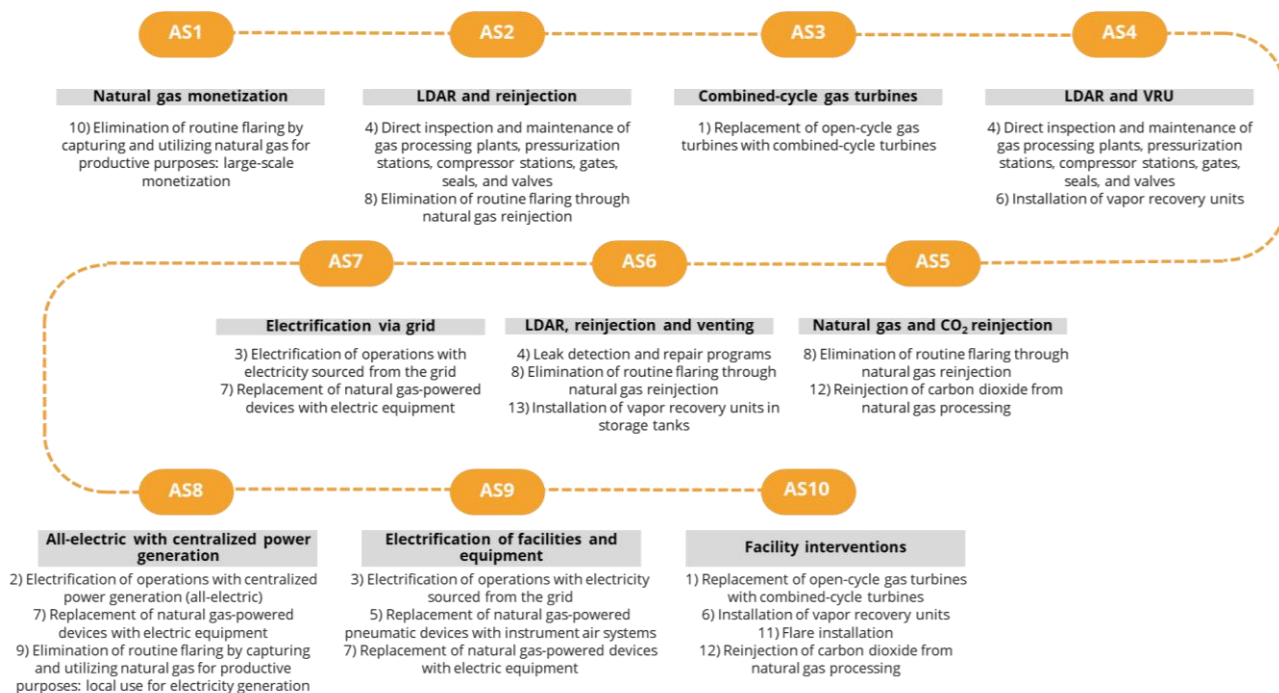 AS1
AS2
AS3
AS4
Natural gas monetization
10) Elimination of routine flaring by
capturing and utilizing natural gas for
productive purposes: large-scale
monetization
LDAR and reinjection
4) Direct inspection and maintenance of
gas processing plants, pressurization
stations, compressor stations, gates,
seals, and valves
8) Elimination of routine flaring through
natural gas reinjection
Combined-cycle gas turbines
1) Replacement of open-cycle gas
turbines with combined-cycle turbines
LDAR and VRU
4) Direct inspection and maintenance of
gas processing plants, pressurization
stations, compressor stations, gates,
seals, and valves
6) Installation of vapor recovery units
AS7
AS6
AS5
Electrification via grid
3) Electrification of operations with
electricity sourced from the grid
7) Replacement of natural gas-powered
devices with electric equipment
LDAR, reinjection and venting
4) Leak detection and repair programs
8) Elimination of routine flaring through
natural gas reinjection
13) Installation of vapor recovery units in
storage tanks
Natural gas and CO₂ reinjection
8) Elimination of routine flaring through
natural gas reinjection
12) Reinjection of carbon dioxide from
natural gas processing
AS8
AS9
AS10
All-electric with centralized power
generation
2) Electrification of operations with centralized
power generation (all-electric)
7) Replacement of natural gas-powered
devices with electric equipment
9) Elimination of routine flaring by capturing
and utilizing natural gas for productive
purposes: local use for electricity generation
Electrification of facilities and
equipment
3) Electrification of operations with electricity
sourced from the grid
5) Replacement of natural gas-powered
pneumatic devices with instrument air systems
7) Replacement of natural gas-powered devices
with electric equipment
Facility interventions
1) Replacement of open-cycle gas turbines
with combined-cycle turbines
6) Installation of vapor recovery units
11) Flare installation
12) Reinjection of carbon dioxide from
natural gas processing